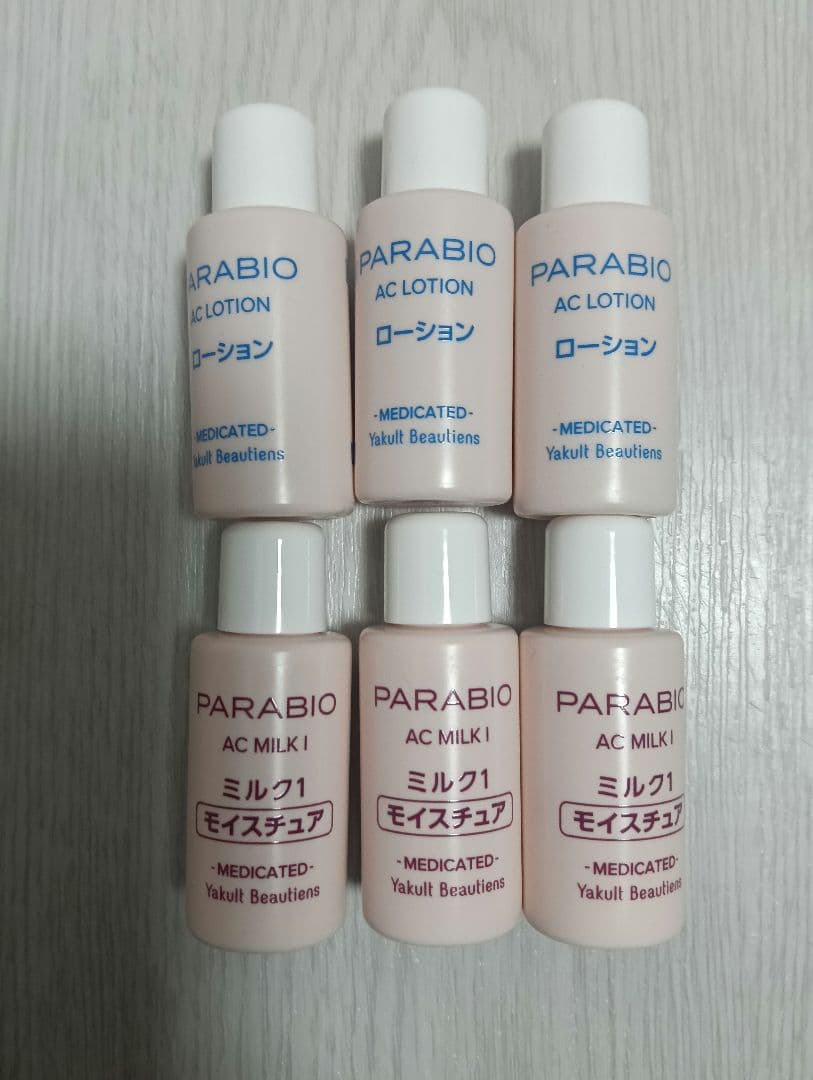 ARABIO
AC LOTION
ローション
-MEDICATED-
Yakult Beautiens
PARABIO
AC LOTION
ローション
-MEDICATED-
Yakult Beautiens
PARABIO
AC LOTION
ローション
-MEDICATED-
Yakult Beautiens
PARABIO
AC MILK I
ミルク1
モイスチュア
-MEDICATED-
Yakult Beautiens
PARABIO
AC MILK I
ミルク1
モイスチュア
-MEDICATED-
Yakult Beautiens
PARABIO
AC MILK I
ミルク1
モイスチュア
-MEDICATED-
Yakult Beautiens